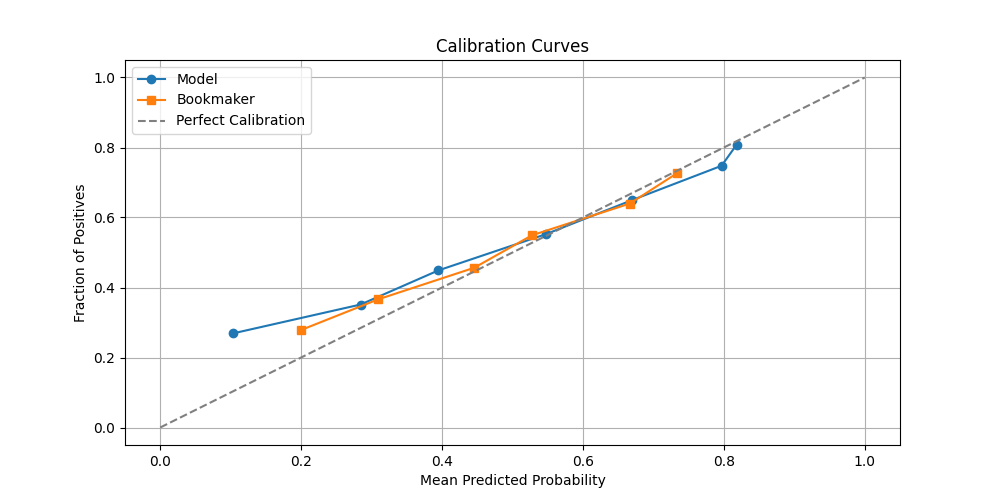 Calibration Curves
Model
Bookmaker
Perfect Calibration
1.0
0.8
0.6
0.4
0.2
0.0
Fraction of Positives
0.0 0.2 0.4 0.6 0.8 1.0
Mean Predicted Probability